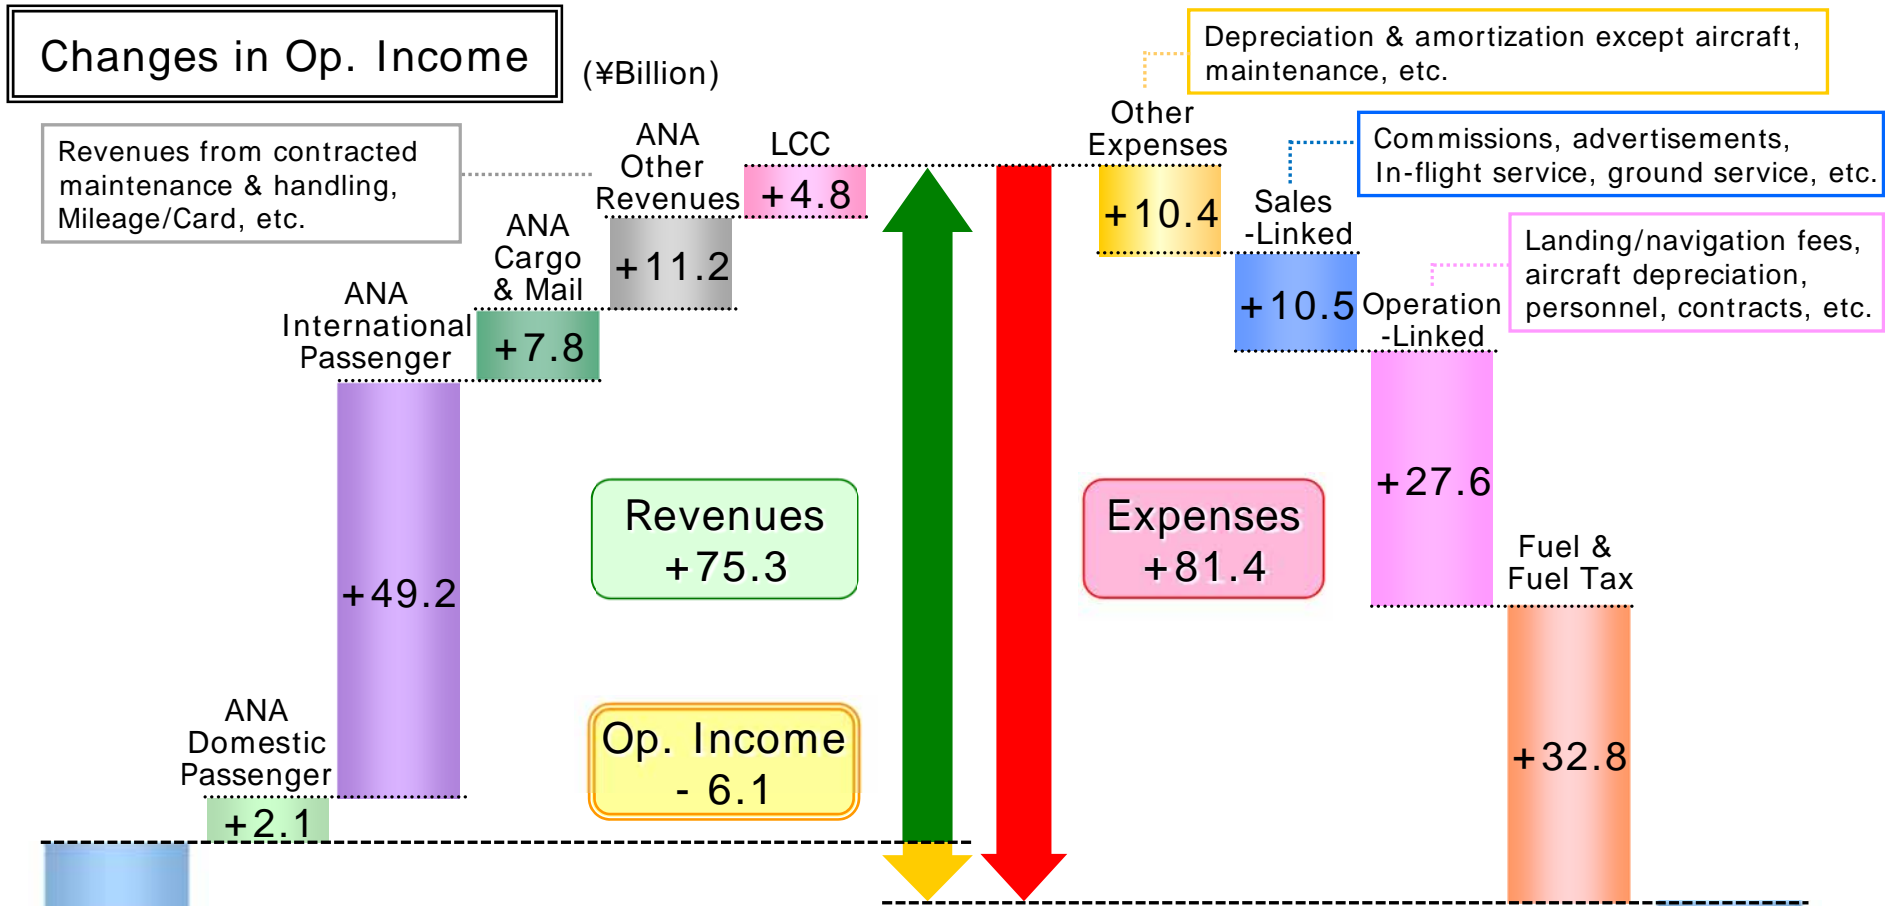 Changes in Op. Income
(¥Billion)
Revenues from contracted
maintenance & handling,
Mileage/Card, etc.
ANA
Domestic
Passenger
+2.1
ANA
International
Passenger
+49.2
ANA
Cargo
& Mail
+7.8
ANA
Other
Revenues
+11.2
LCC
+4.8
Revenues
+75.3
Op. Income
- 6.1
Expenses
+81.4
Other
Expenses
+10.4
Depreciation & amortization except aircraft,
maintenance, etc.
Sales
-Linked
+10.5
Commissions, advertisements,
In-flight service, ground service, etc.
Operation
-Linked
+27.6
Landing/navigation fees,
aircraft depreciation,
personnel, contracts, etc.
Fuel &
Fuel Tax
+32.8